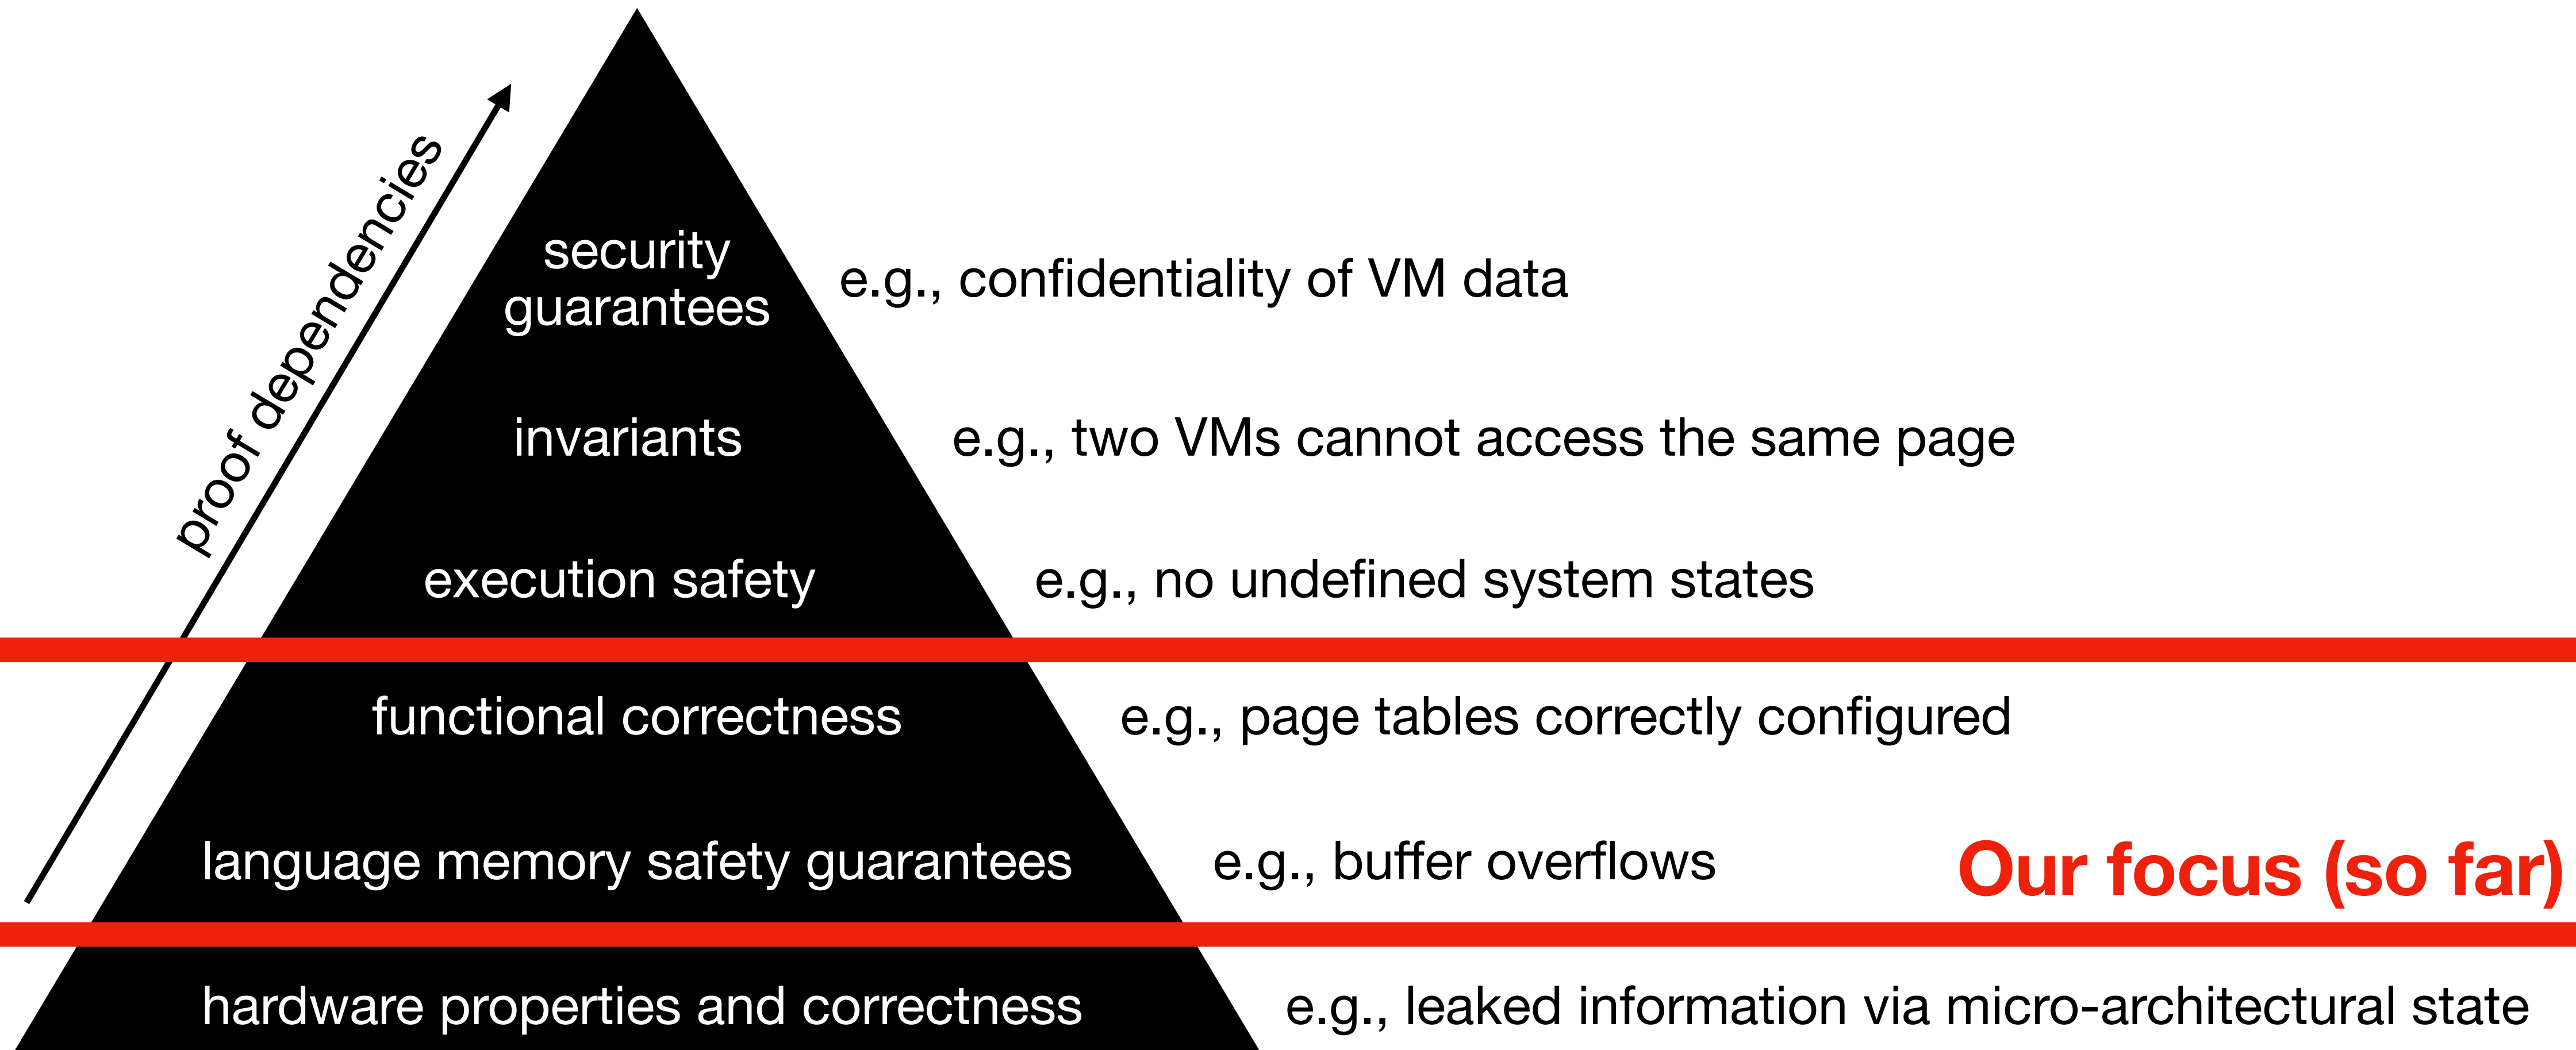 proof dependencies
security
guarantees
e.g., confidentiality of VM data
invariants
e.g., two VMs cannot access the same page
execution safety
e.g., no undefined system states
functional correctness
e.g., page tables correctly configured
language memory safety guarantees
e.g., buffer overflows
Our focus (so far)
hardware properties and correctness
e.g., leaked information via micro-architectural state